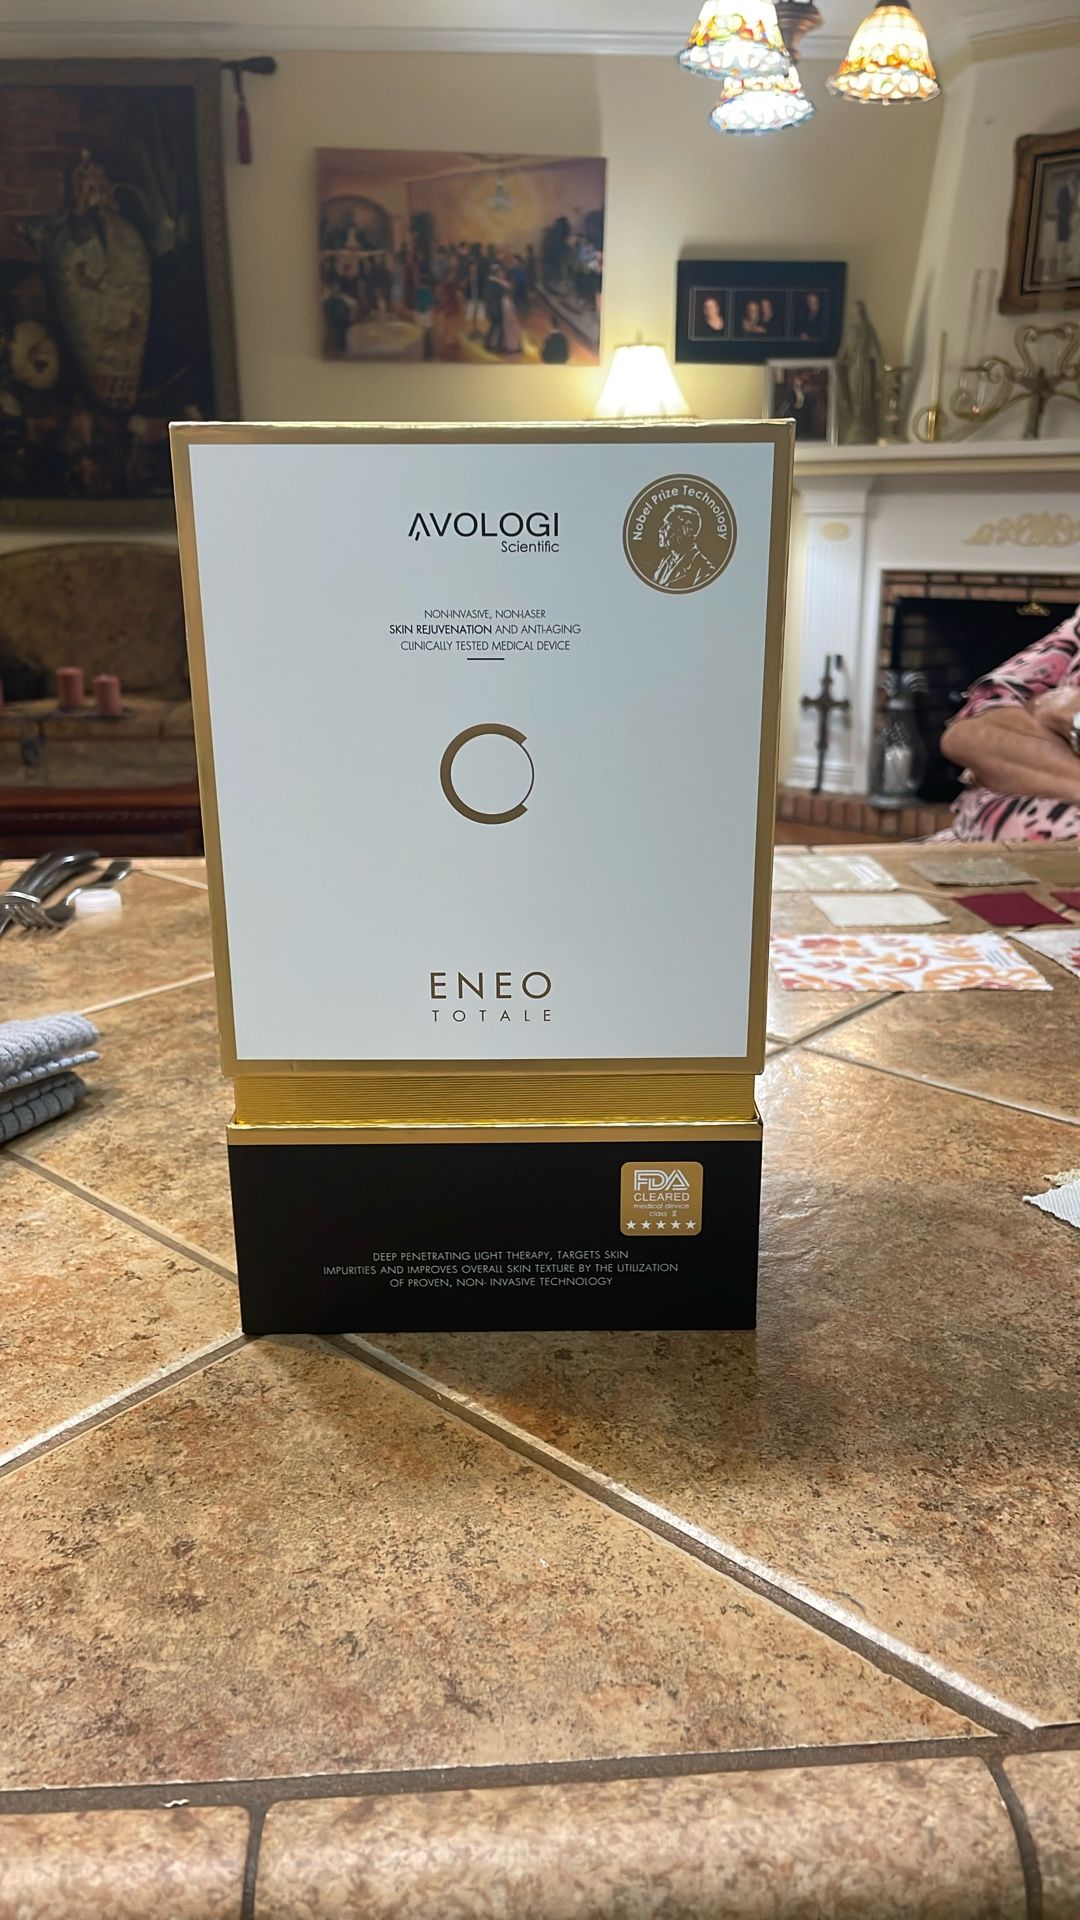 AVOLOGI
Scientific
Nobel Prize Technology
NON-INVASIVE, NON-LASER
SKIN REJUVENATION AND ANTI-AGING
CLINICALLY TESTED MEDICAL DEVICE
ENEO
TOTALE
FDA
CLEARED
medical device
class II
DEEP PENETRATING LIGHT THERAPY, TARGETS SKIN
IMPURITIES AND IMPROVES OVERALL SKIN TEXTURE BY THE UTILIZATION
OF PROVEN, NON- INVASIVE TECHNOLOGY